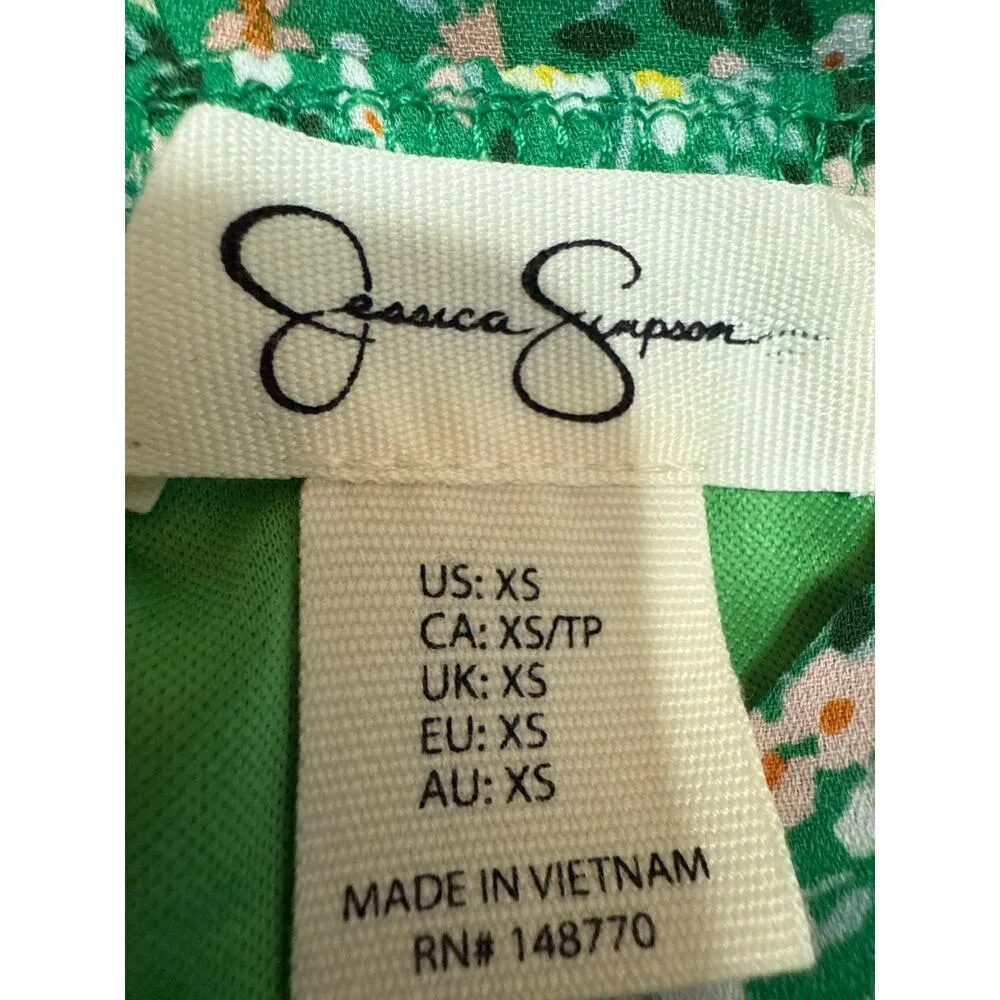 Jessica Simpson
US: XS
CA: XS/TP
UK: XS
EU: XS
AU: XS
MADE IN VIETNAM
RN# 148770